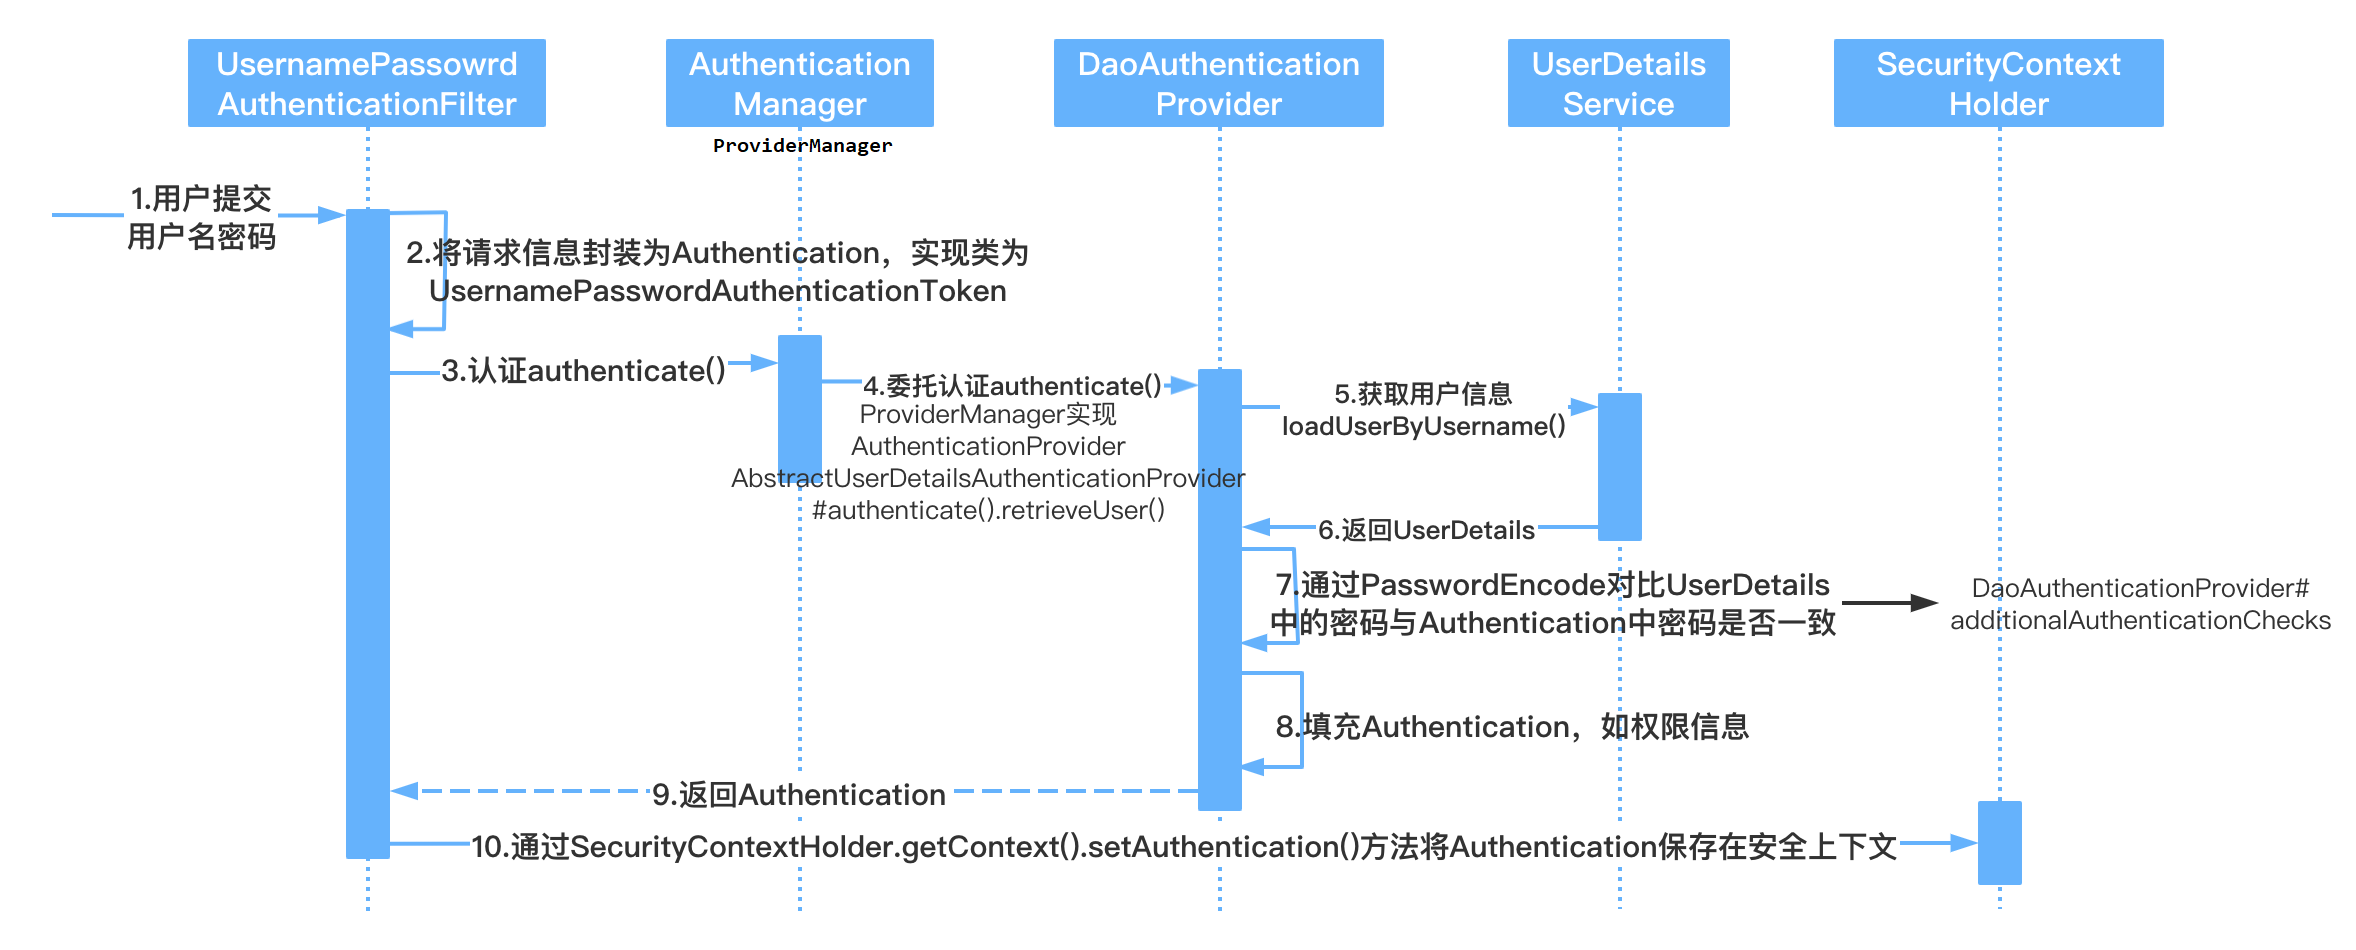 UsernamePassowrd
AuthenticationFilter
Authentication
Manager
DaoAuthentication
Provider
UserDetails
Service
SecurityContext
Holder
ProviderManager
1.用户提交
用户名密码
2.将请求信息封装为Authentication，实现类为
UsernamePasswordAuthenticationToken
3.认证authenticate()
4.委托认证authenticate()
ProviderManager实现
AuthenticationProvider
AbstractUserDetailsAuthenticationProvider
#authenticate().retrieveUser()
5.获取用户信息
loadUserByUsername()
6.返回UserDetails
7.通过PasswordEncode对比UserDetails
中的密码与Authentication中密码是否一致
DaoAuthenticationProvider#
additionalAuthenticationChecks
8.填充Authentication，如权限信息
9.返回Authentication
10.通过SecurityContextHolder.getContext().setAuthentication()方法将Authentication保存在安全上下文